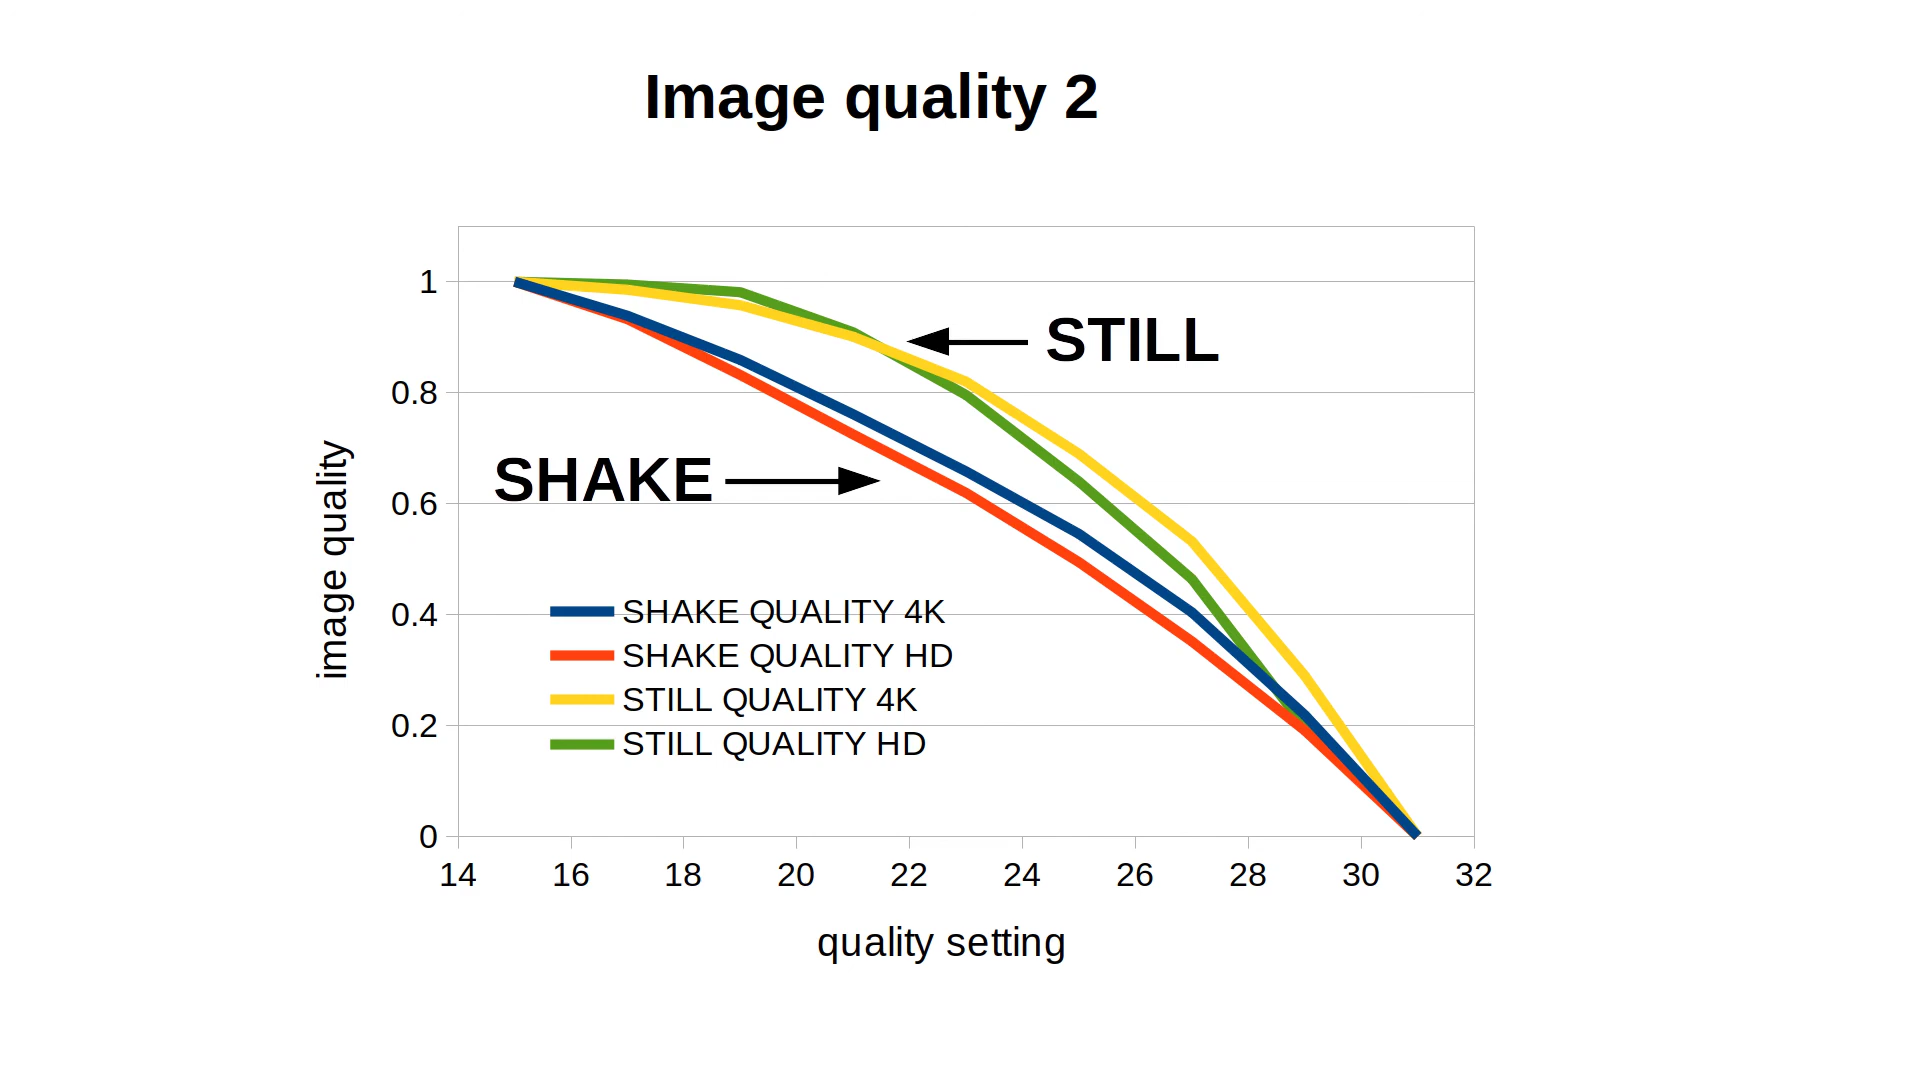 Image quality 2
1
0.8
0.6
0.4
0.2
0
image quality
STILL
SHAKE
SHAKE QUALITY 4K
SHAKE QUALITY HD
STILL QUALITY 4K
STILL QUALITY HD
14 16 18 20 22 24 26 28 30 32
quality setting